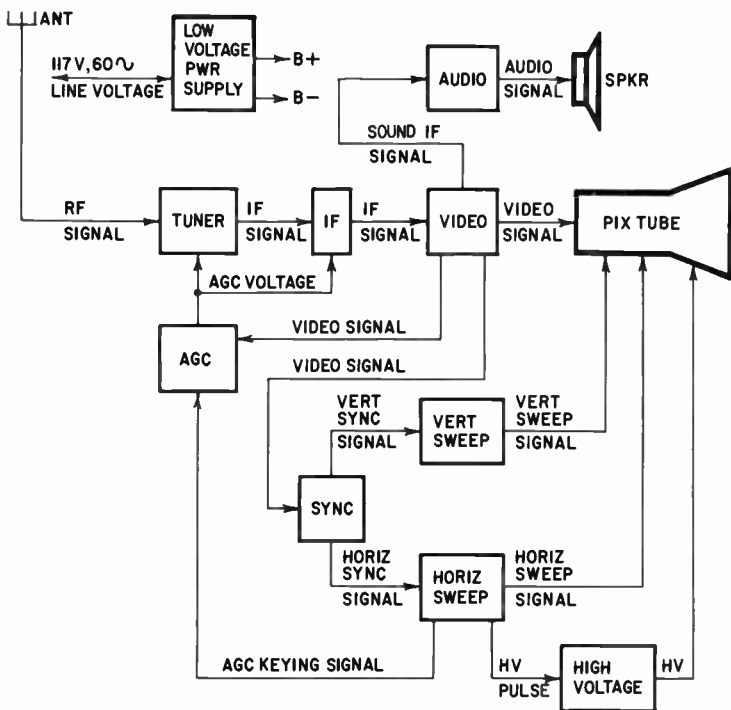 ANT
117V, 60~
LINE VOLTAGE
LOW
VOLTAGE
PWR
SUPPLY
B+
B-
AUDIO
AUDIO
SIGNAL
SPKR
SOUND IF
SIGNAL
RF
SIGNAL
TUNER
IF
SIGNAL
IF
IF
SIGNAL
VIDEO
VIDEO
SIGNAL
PIX TUBE
AGC VOLTAGE
AGC
VIDEO SIGNAL
VIDEO SIGNAL
VERT
SYNC
SIGNAL
VERT
SWEEP
VERT
SWEEP
SIGNAL
SYNC
HORIZ
SYNC
SIGNAL
HORIZ
SWEEP
HORIZ
SWEEP
SIGNAL
AGC KEYING SIGNAL
HV
PULSE
HIGH
VOLTAGE
HV